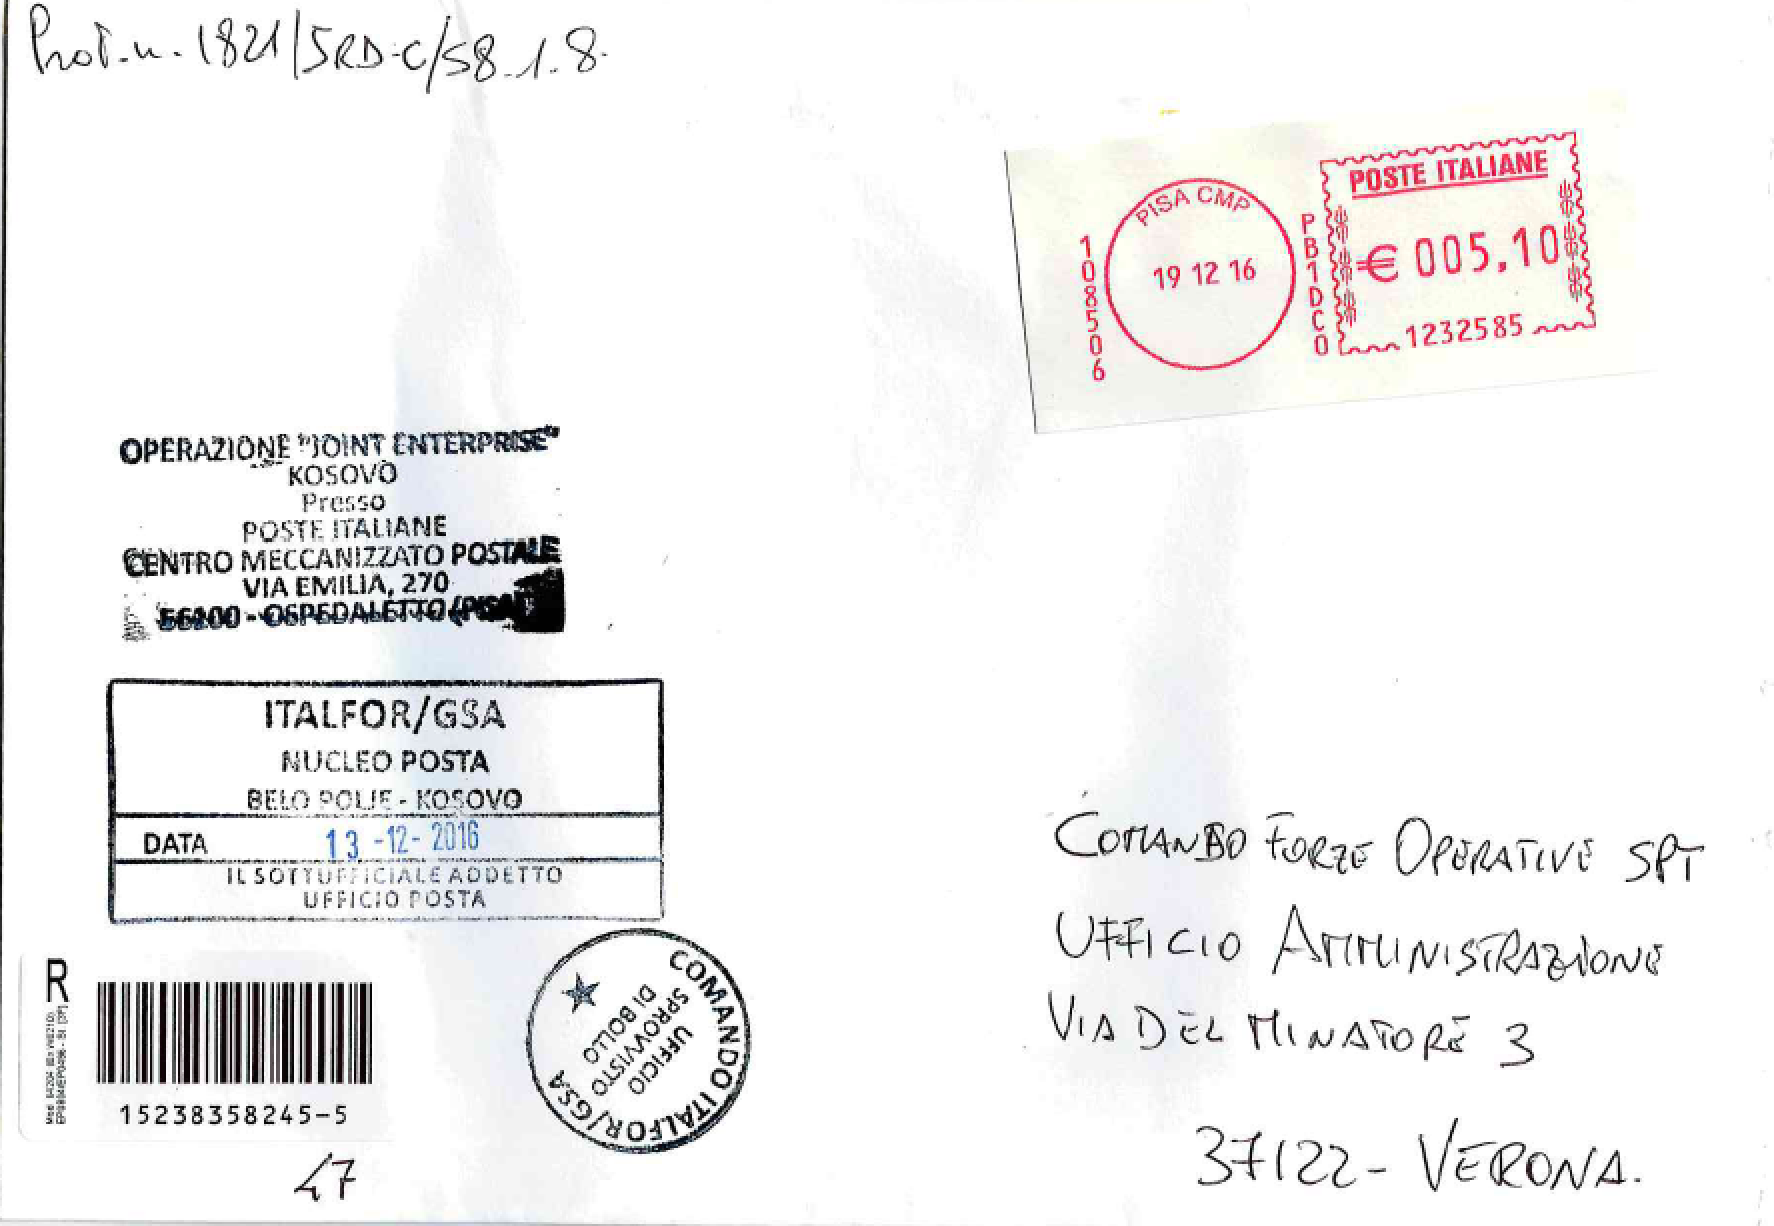 Prot. n. 1821/SRD-C/58.1.8.
POSTE ITALIANE
PISA CMP
108506
19 12 16
PB1DCO
€ 005,10
1232585
OPERAZIONE "JOINT ENTERPRISE"
KOSOVO
Presso
POSTE ITALIANE
CENTRO MECCANIZZATO POSTALE
VIA EMILIA, 270
56100 - OSPEDALETTO (PISA)
ITALFOR/GSA
NUCLEO POSTA
BELO POLJE - KOSOVO
DATA 13 -12- 2016
IL SOTTUFFICIALE ADDETTO
UFFICIO POSTA
COMANDO FORZE OPERATIVE SPT
UFFICIO AMMINISTRAZIONE
VIA DEL MINATORE 3
37122 - VERONA.
R
15238358245-5
COMANDO ITALFOR/GSA
UFFICIO
SPROVVISTO
DI BOLLO
47